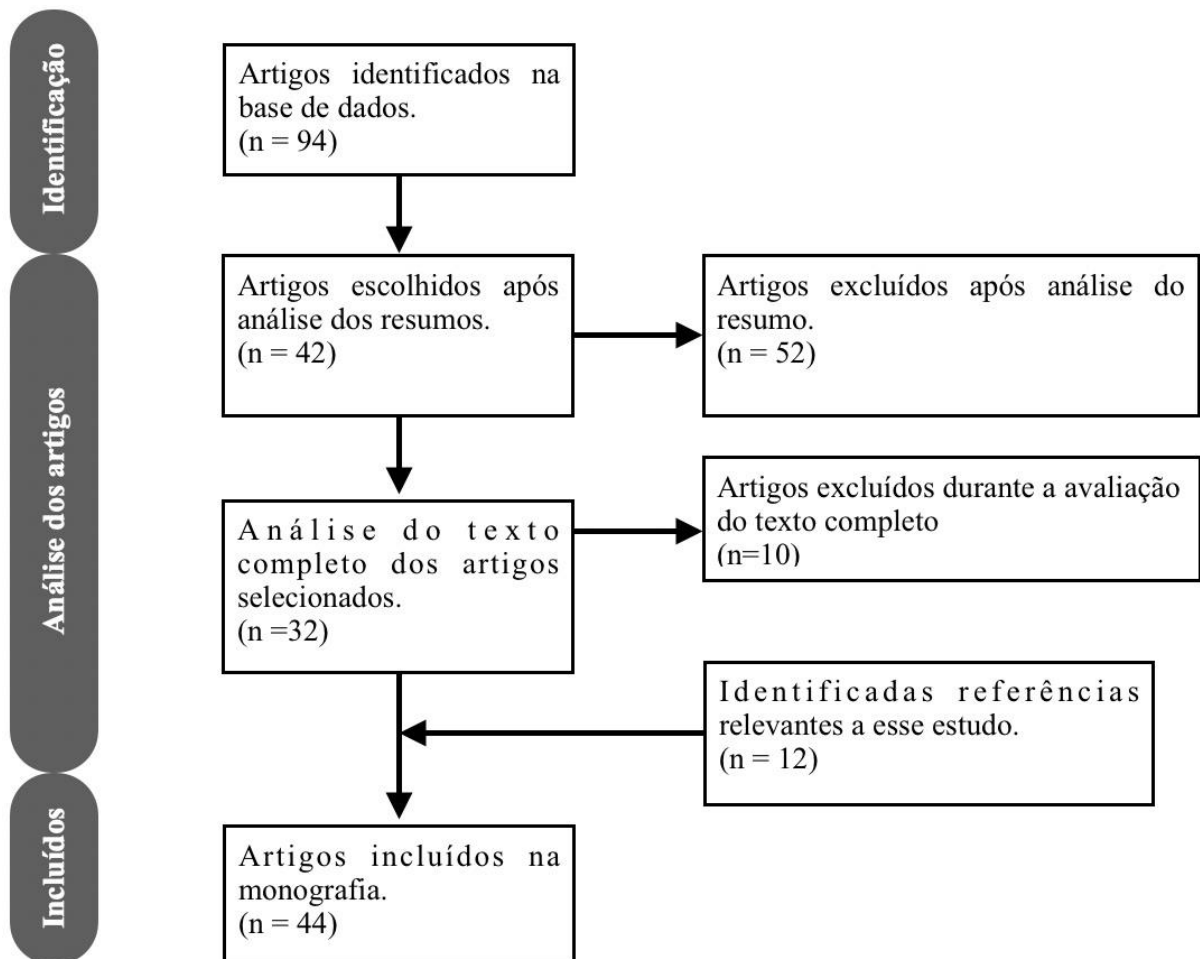 Identificação
Artigos identificados na
base de dados.
(n = 94)
Análise dos artigos
Artigos escolhidos após
análise dos resumos.
(n = 42)
Artigos excluídos após análise do
resumo.
(n = 52)
Análise do texto
completo dos artigos
selecionados.
(n =32)
Artigos excluídos durante a avaliação
do texto completo
(n=10)
Identificadas referências
relevantes a esse estudo.
(n = 12)
Incluídos
Artigos incluídos na
monografia.
(n = 44)